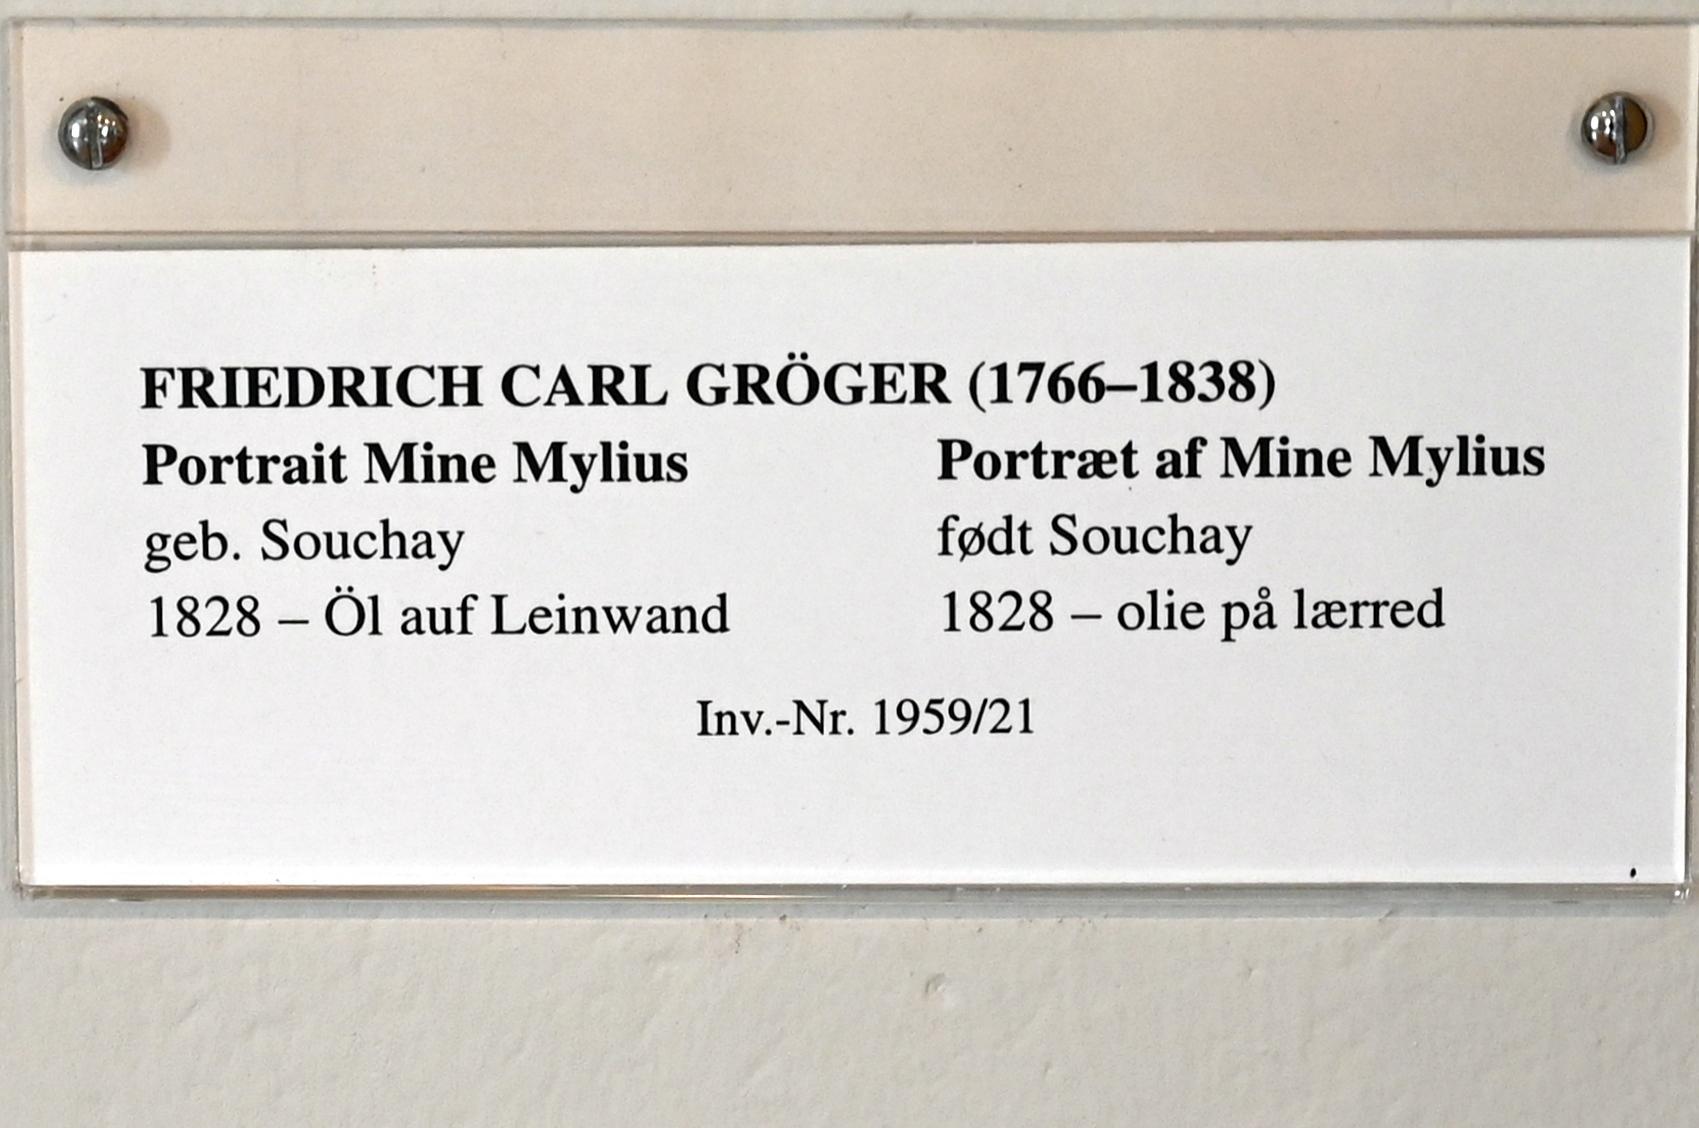 FRIEDRICH CARL GRÖGER (1766–1838)
Portrait Mine Mylius
geb. Souchay
1828 – Öl auf Leinwand
Portræt af Mine Mylius
født Souchay
1828 – olie på lærred
Inv.-Nr. 1959/21